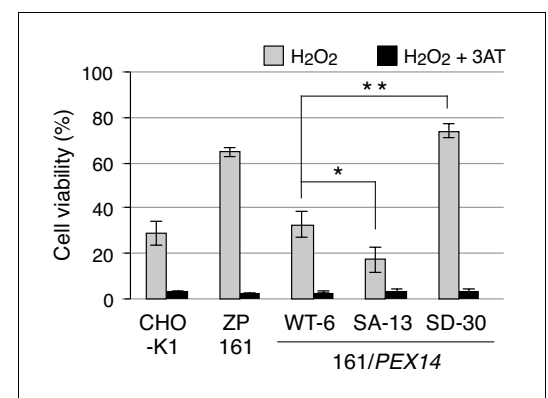 H2O2 H2O2 + 3AT
100
80
60
40
20
0
Cell viability (%)
* *
*
CHO ZP WT-6 SA-13 SD-30
-K1 161
161/PEX14